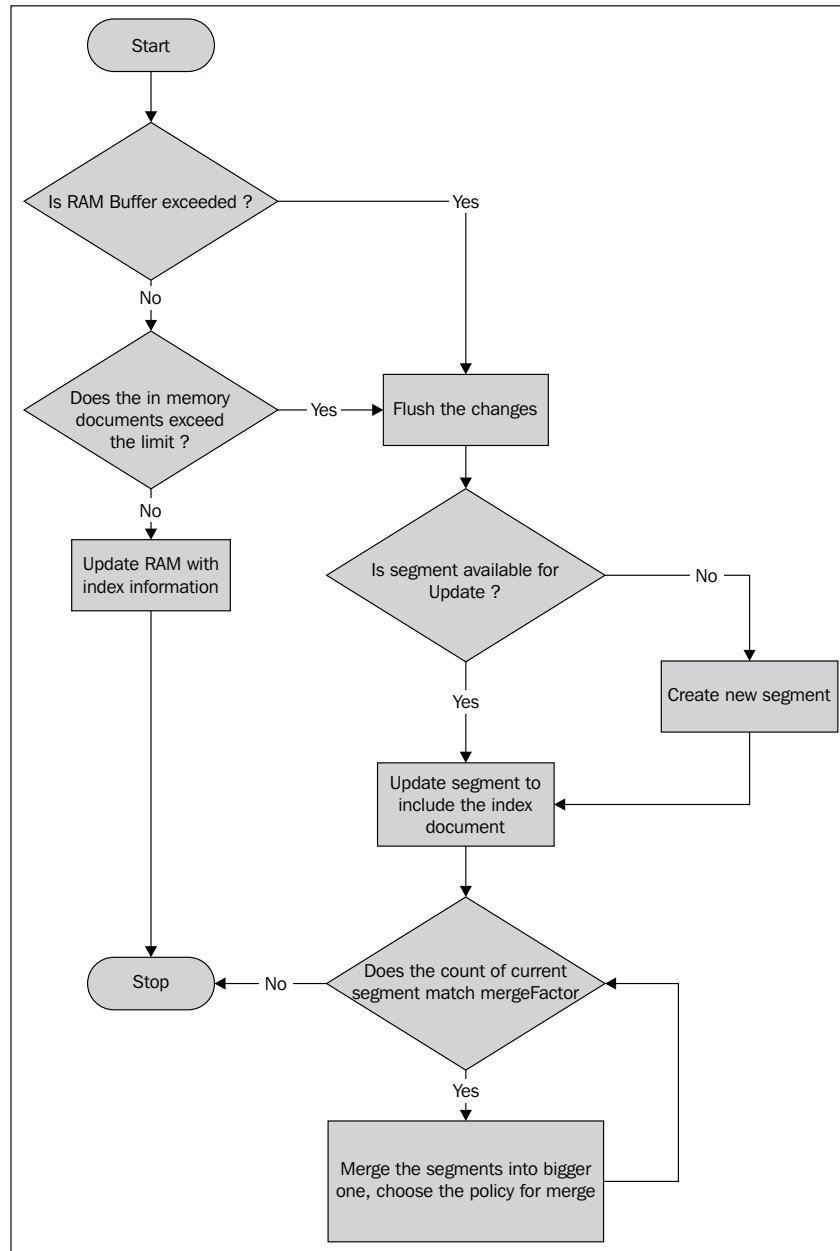 Start
Is RAM Buffer exceeded ?
Yes
No
Does the in memory
documents exceed
the limit ?
Yes
Flush the changes
No
Update RAM with
index information
Is segment available for
Update ?
No
Create new segment
Yes
Update segment to
include the index
document
Does the count of current
segment match mergeFactor
No
Stop
Yes
Merge the segments into bigger
one, choose the policy for merge